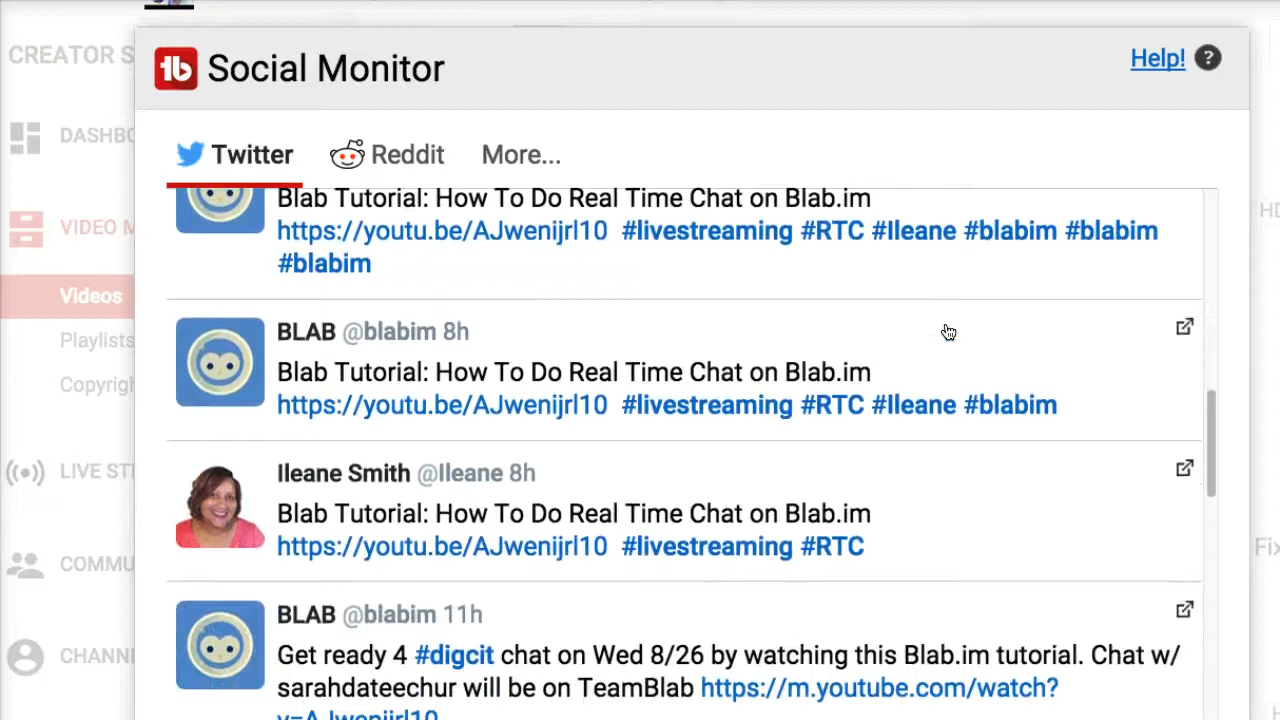 CREATOR S
Social Monitor
Help!
?
DASHBO
Twitter
Reddit
More...
Blab Tutorial: How To Do Real Time Chat on Blab.im
https://youtu.be/AJwenijrl10 #livestreaming #RTC #Ileane #blabim #blabim
#blabim
VIDEO M
HD
Videos
Playlists
Copyrigh
BLAB @blabim 8h
Blab Tutorial: How To Do Real Time Chat on Blab.im
https://youtu.be/AJwenijrl10 #livestreaming #RTC #Ileane #blabim
LIVE STI
Ileane Smith @Ileane 8h
Blab Tutorial: How To Do Real Time Chat on Blab.im
https://youtu.be/AJwenijrl10 #livestreaming #RTC
Fix
COMMU
BLAB @blabim 11h
Get ready 4 #digcit chat on Wed 8/26 by watching this Blab.im tutorial. Chat w/
sarahdateechur will be on TeamBlab https://m.youtube.com/watch?
v=AJwenijrl10
CHANNE